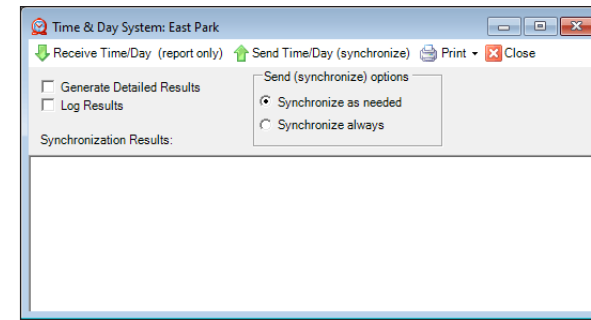 Time & Day System: East Park
Receive Time/Day (report only) Send Time/Day (synchronize) Print Close
Send (synchronize) options
Generate Detailed Results
Synchronize as needed
Log Results
Synchronize always
Synchronization Results: